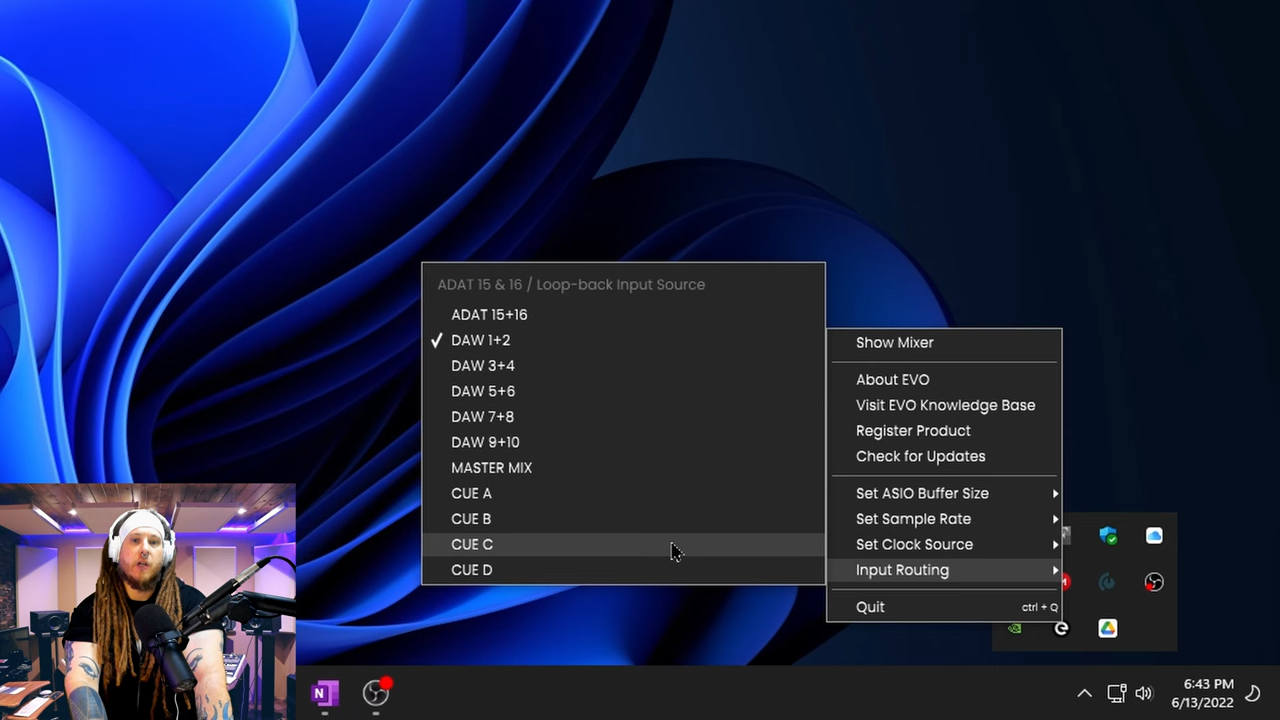 ADAT 15 & 16 / Loop-back Input Source
ADAT 15+16
DAW 1+2
DAW 3+4
DAW 5+6
DAW 7+8
DAW 9+10
MASTER MIX
CUE A
CUE B
CUE C
CUE D
Show Mixer
About EVO
Visit EVO Knowledge Base
Register Product
Check for Updates
Set ASIO Buffer Size
Set Sample Rate
Set Clock Source
Input Routing
Quit ctrl + Q
N
6:43 PM
6/13/2022